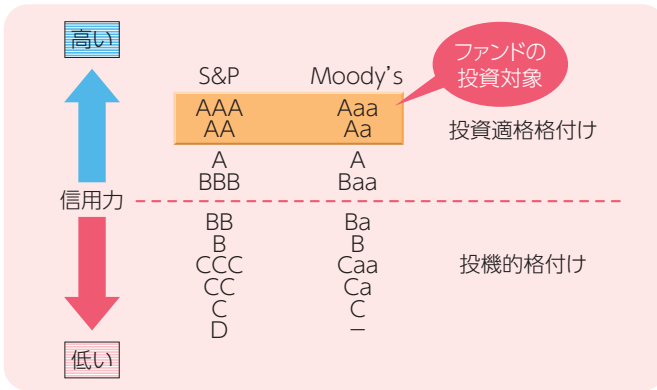 高い
ファンドの
投資対象
S&P Moody's
AAA Aaa
AA Aa
投資適格格付け
A A
BBB Baa
信用力
BB Ba
B B
CCC Caa
投機的格付け
CC Ca
C C
D −
低い